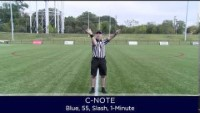 C-NOTE
Blue, 55, Slash, 1-Minute